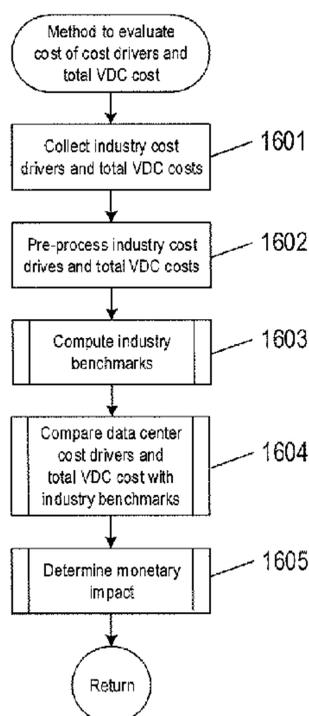 Method to evaluate
cost of cost drivers and
total VDC cost
Collect industry cost
drivers and total VDC costs
1601
Pre-process industry cost
drives and total VDC costs
1602
Compute industry
benchmarks
1603
Compare data center
cost drivers and
total VDC cost with
industry benchmarks
1604
Determine monetary
impact
1605
Return